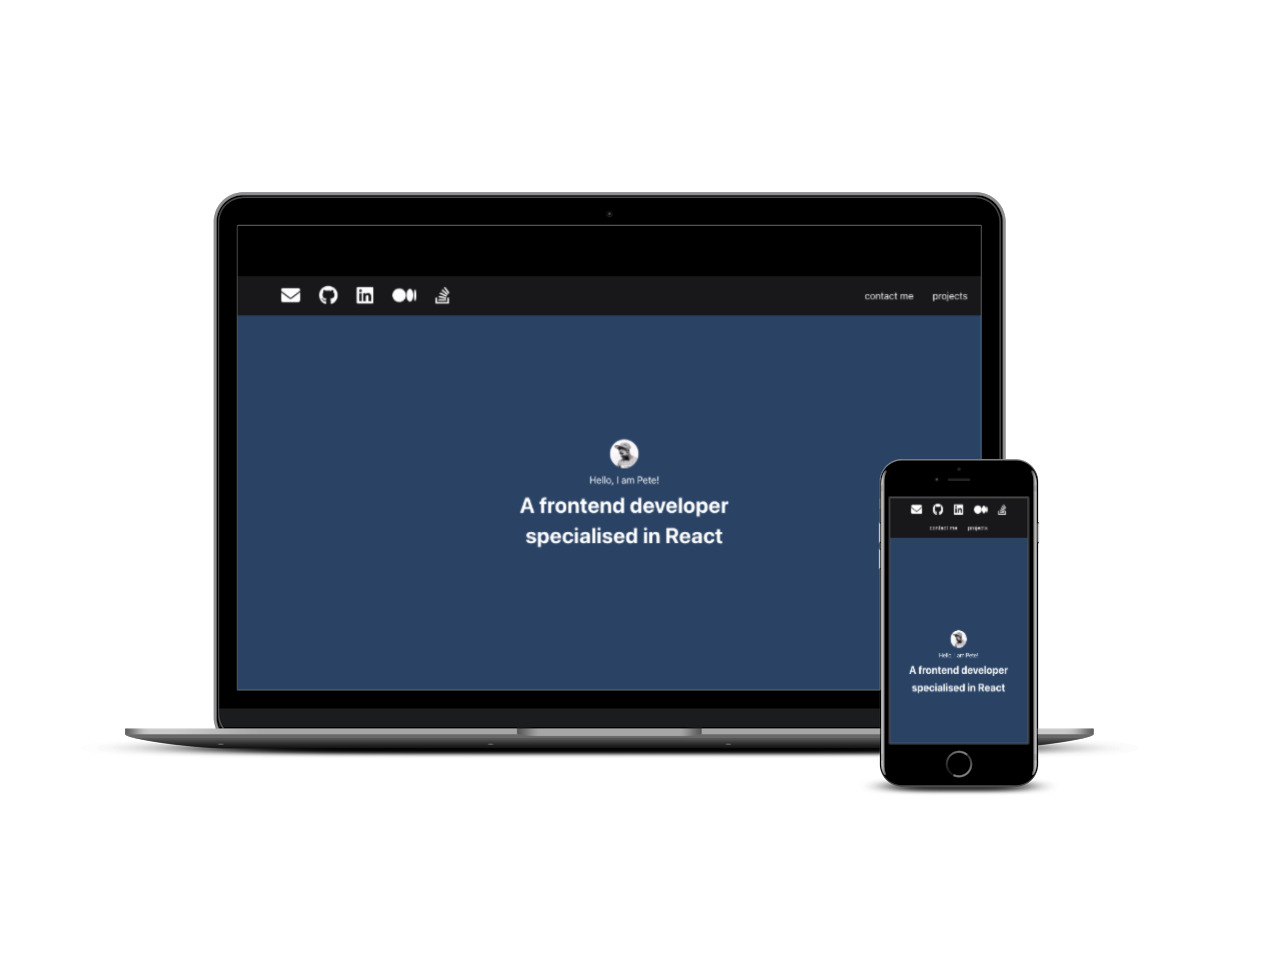 contact me projects
Hello, I am Pete!
A frontend developer
specialised in React
contact me projects
Hello, I am Pete!
A frontend developer
specialised in React